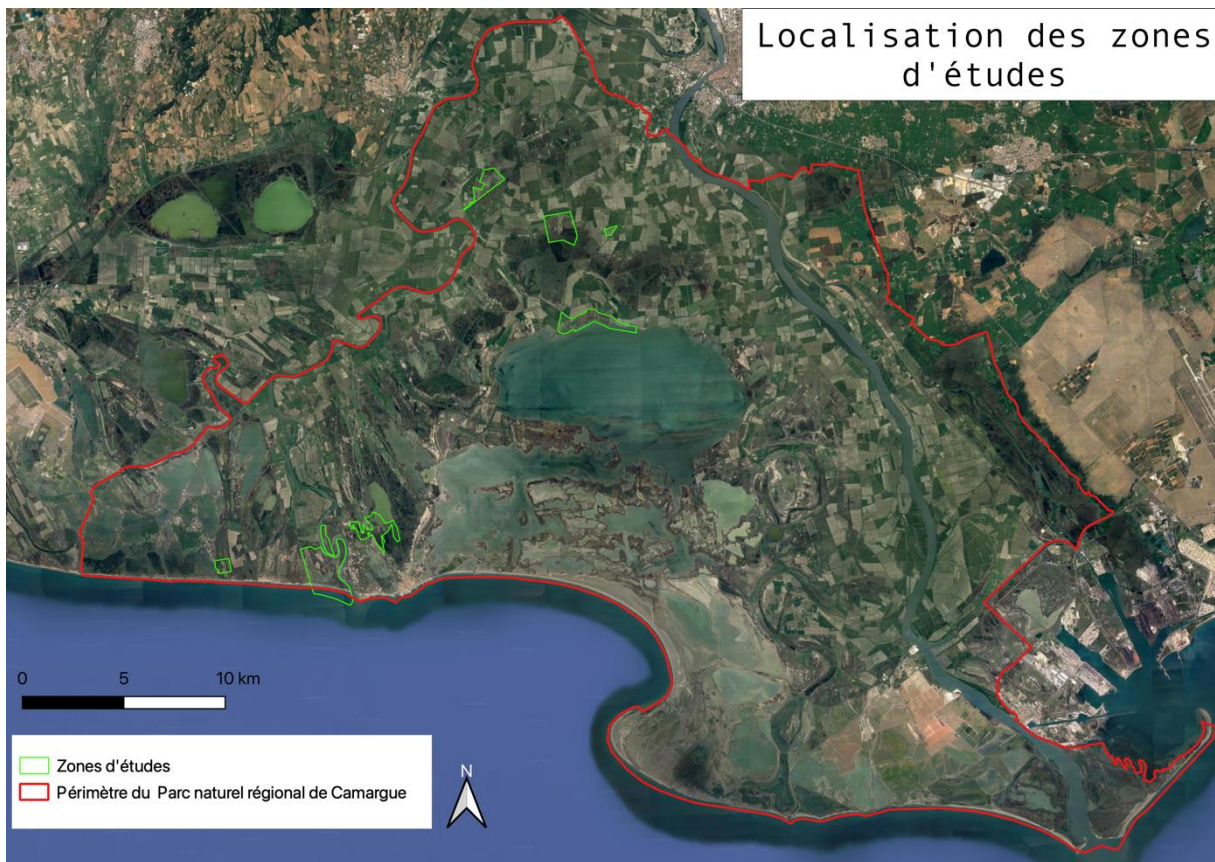 Localisation des zones
d'études
0 5 10 km
Zones d'études
Périmètre du Parc naturel régional de Camargue
N